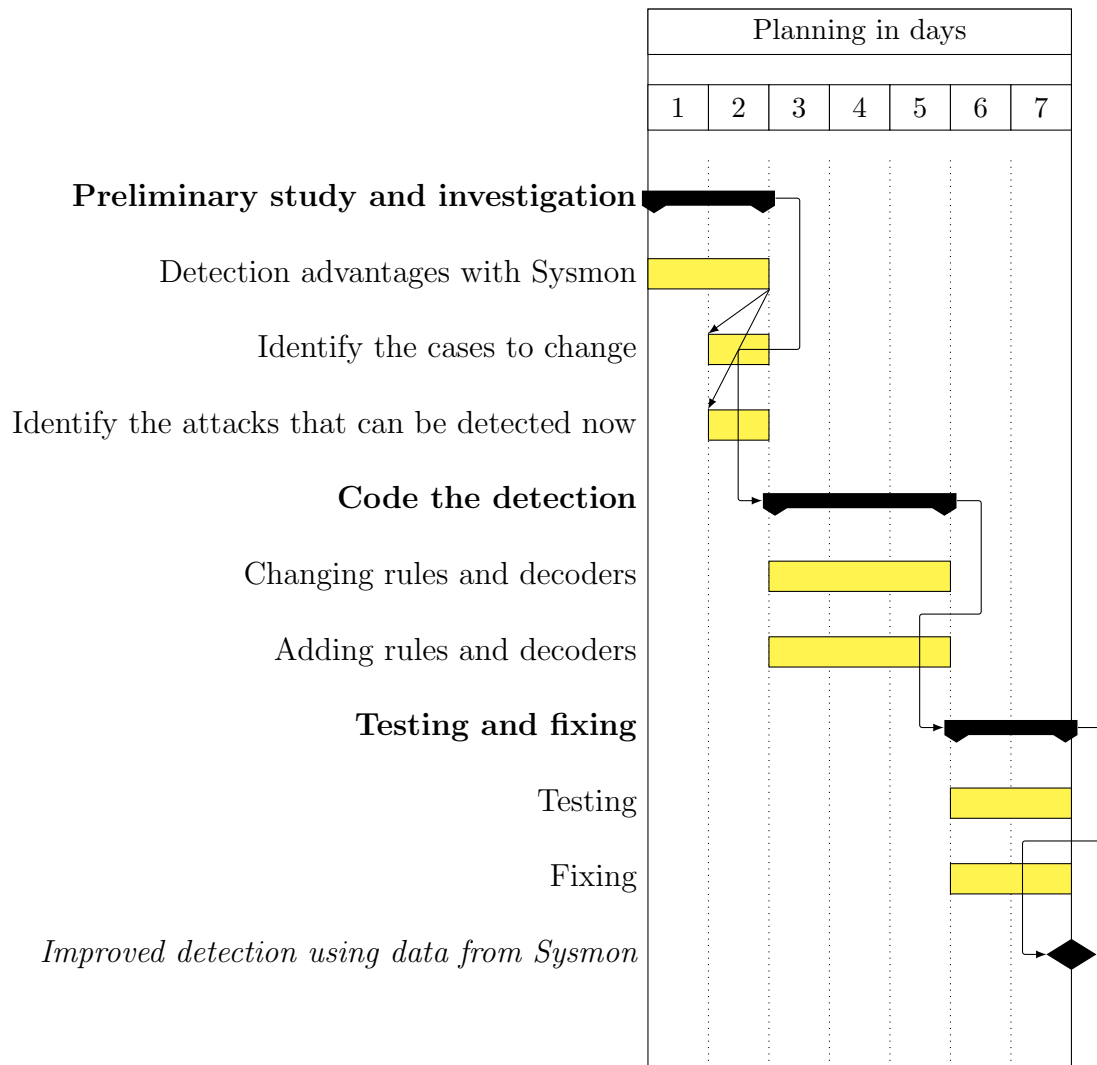 Planning in days
1 2 3 4 5 6 7
Preliminary study and investigation
Detection advantages with Sysmon
Identify the cases to change
Identify the attacks that can be detected now
Code the detection
Changing rules and decoders
Adding rules and decoders
Testing and fixing
Testing
Fixing
Improved detection using data from Sysmon